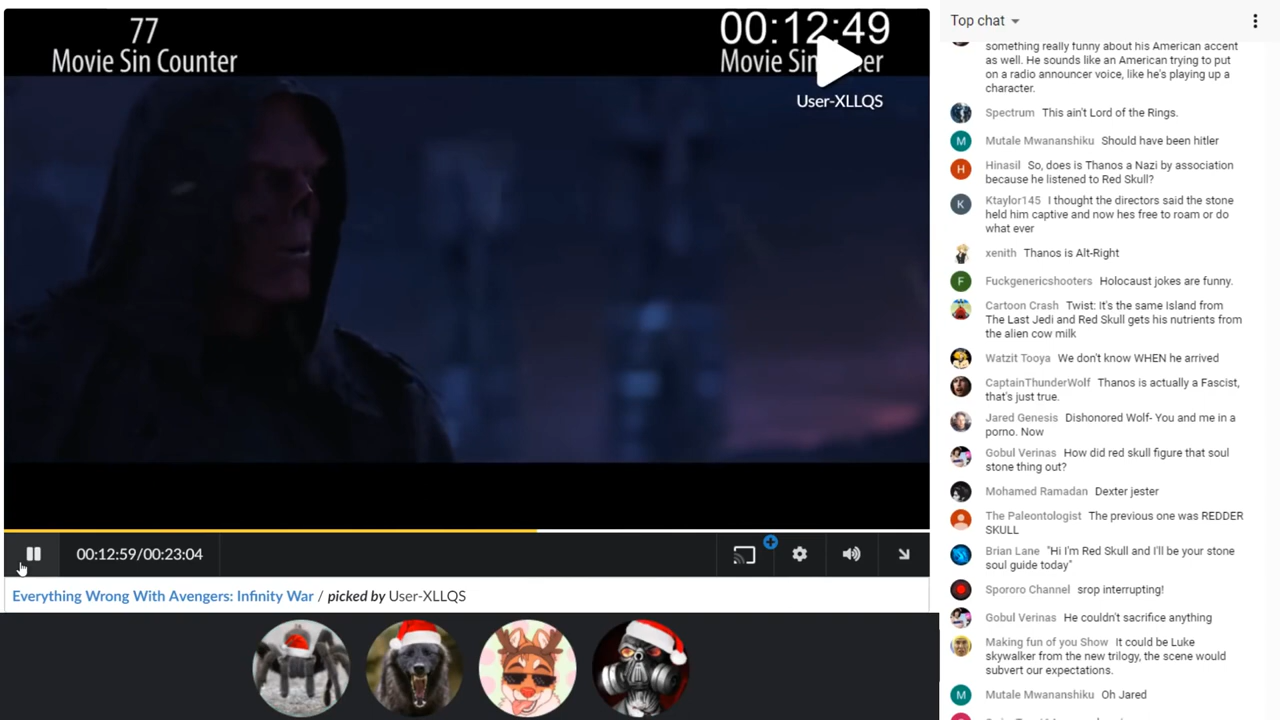 77
Movie Sin Counter
00:12:49
Movie Sin er
User-XLLQS
00:12:59/00:23:04
Everything Wrong With Avengers: Infinity War / picked by User-XLLQS
Top chat
something really funny about his American accent
as well. He sounds like an American trying to put
on a radio announcer voice, like he's playing up a
character.
Spectrum This ain't Lord of the Rings.
M Mutale Mwananshiku Should have been hitler
H Hinasil So, does is Thanos a Nazi by association
because he listened to Red Skull?
K Ktaylor145 I thought the directors said the stone
held him captive and now hes free to roam or do
what ever
xenith Thanos is Alt-Right
F Fuckgenericshooters Holocaust jokes are funny.
Cartoon Crash Twist: It's the same Island from
The Last Jedi and Red Skull gets his nutrients from
the alien cow milk
Watzit Tooya We don't know WHEN he arrived
CaptainThunderWolf Thanos is actually a Fascist,
that's just true.
Jared Genesis Dishonored Wolf- You and me in a
porno. Now
Gobul Verinas How did red skull figure that soul
stone thing out?
Mohamed Ramadan Dexter jester
The Paleontologist The previous one was REDDER
SKULL
Brian Lane "Hi I'm Red Skull and I'll be your stone
soul guide today"
Spororo Channel srop interrupting!
Gobul Verinas He couldn't sacrifice anything
Making fun of you Show It could be Luke
skywalker from the new trilogy, the scene would
subvert our expectations.
M Mutale Mwananshiku Oh Jared